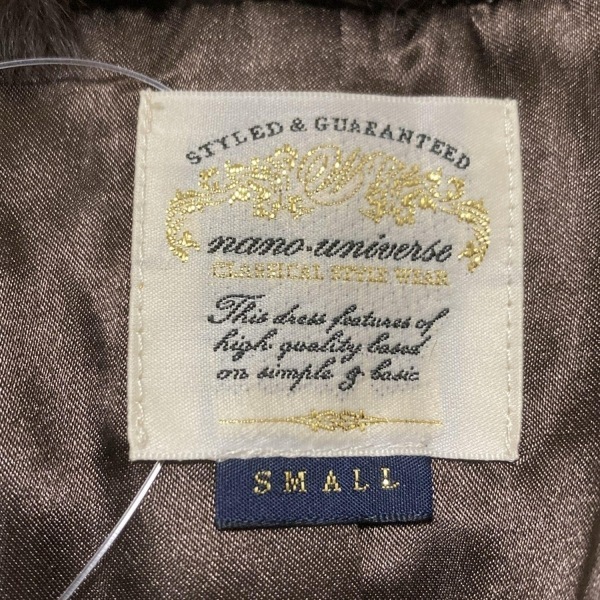 STYLED & GUARANTEED
nano·universe
CLASSICAL STYLE WEAR
This dress features of
high quality based
on simple & basic
SMALL